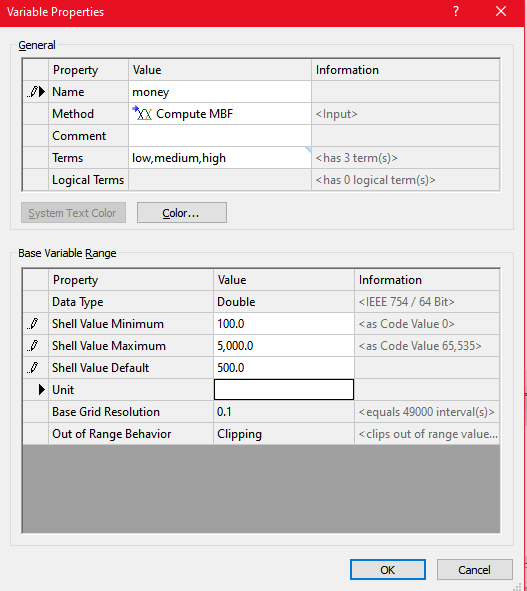 Variable Properties
?
General
Property Value Information
Name money
Method Compute MBF <Input>
Comment
Terms low,medium,high <has 3 term(s)>
Logical Terms <has 0 logical term(s)>
System Text Color Color...
Base Variable Range
Property Value Information
Data Type Double <IEEE 754 / 64 Bit>
Shell Value Minimum 100.0 <as Code Value 0>
Shell Value Maximum 5,000.0 <as Code Value 65,535>
Shell Value Default 500.0
Unit
Base Grid Resolution 0.1 <equals 49000 interval(s)>
Out of Range Behavior Clipping <clips out of range value...
OK Cancel